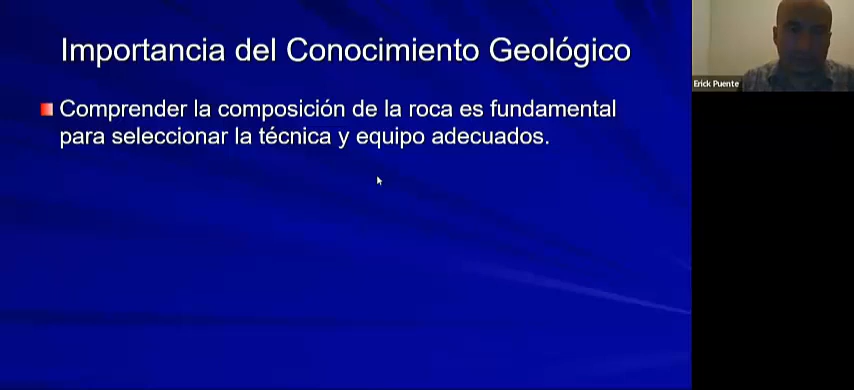 Importancia del Conocimiento Geológico
Comprender la composición de la roca es fundamental
para seleccionar la técnica y equipo adecuados.
Erick Puente